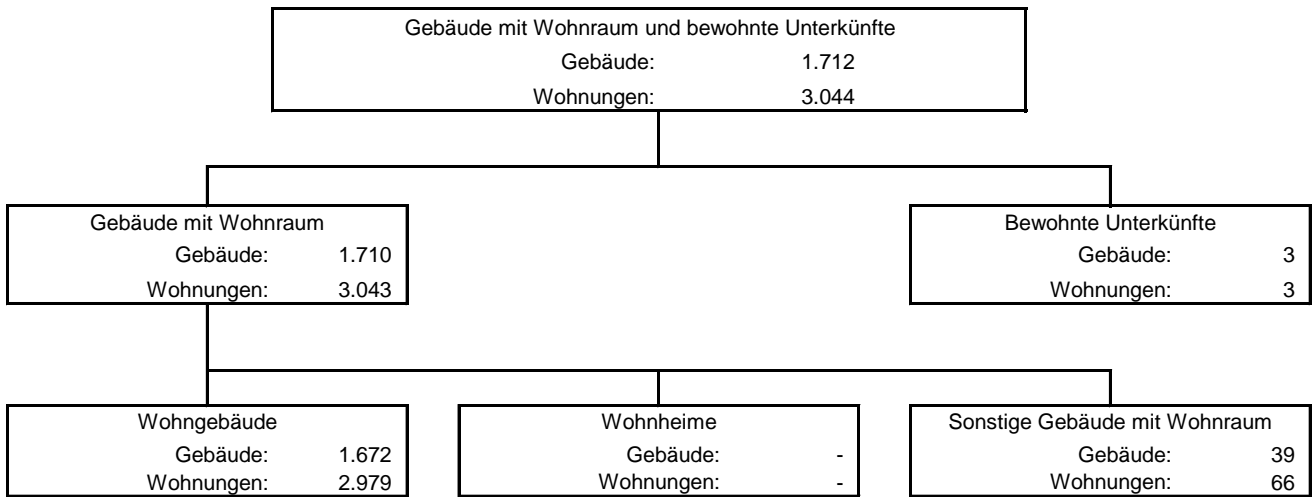 Gebäude mit Wohnraum und bewohnte Unterkünfte
Gebäude: 1.712
Wohnungen: 3.044
Gebäude mit Wohnraum
Gebäude: 1.710
Wohnungen: 3.043
Bewohnte Unterkünfte
Gebäude: 3
Wohnungen: 3
Wohngebäude
Gebäude: 1.672
Wohnungen: 2.979
Wohnheime
Gebäude: -
Wohnungen: -
Sonstige Gebäude mit Wohnraum
Gebäude: 39
Wohnungen: 66